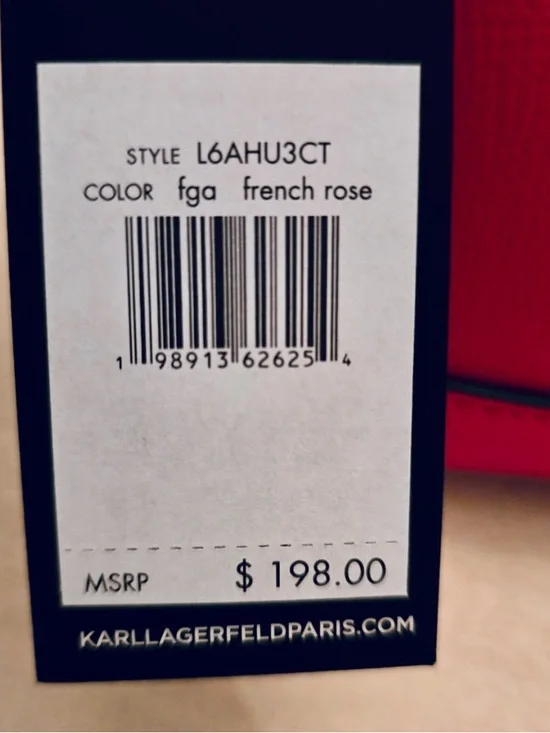 STYLE L6AHU3CT
COLOR fga french rose
1 98913 62625 4
MSRP $ 198.00
KARLLAGERFELDPARIS.COM